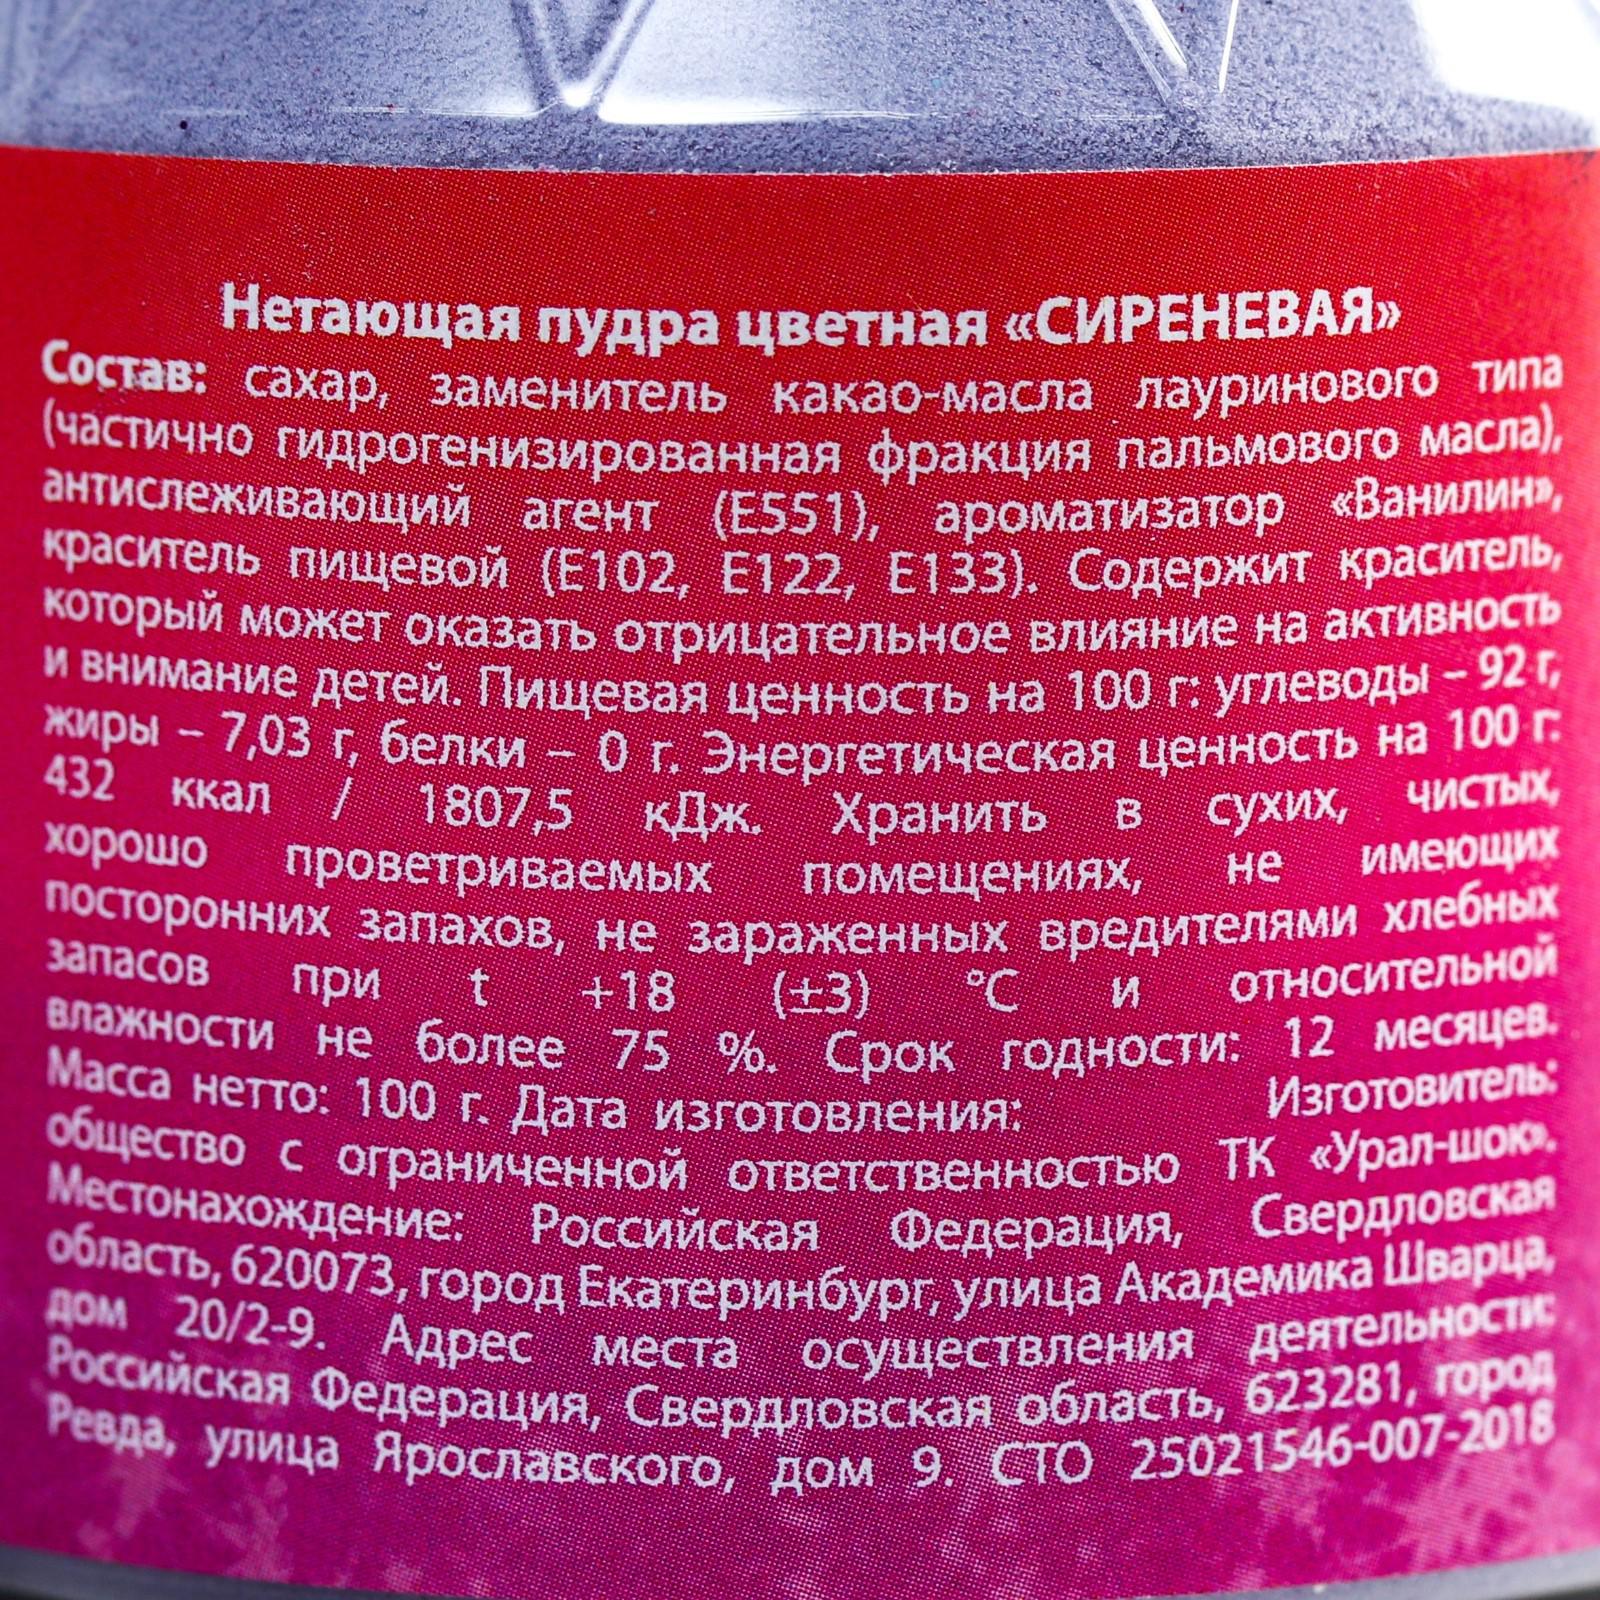 Нетающая пудра цветная «СИРЕНЕВАЯ»
Состав: сахар, заменитель какао-масла лауринового типа
(частично гидрогенизированная фракция пальмового масла),
антислеживающий агент (Е551), ароматизатор «Ванилин»,
краситель пищевой (Е102, Е122, Е133). Содержит краситель,
который может оказать отрицательное влияние на активность
и внимание детей. Пищевая ценность на 100 г: углеводы – 92 г,
жиры – 7,03 г, белки – 0 г. Энергетическая ценность на 100 г:
432 ккал / 1807,5 кДж. Хранить в сухих, чистых,
хорошо проветриваемых помещениях, не имеющих
посторонних запахов, не зараженных вредителями хлебных
запасов при t +18 (±3) °С и относительной
влажности не более 75 %. Срок годности: 12 месяцев.
Масса нетто: 100 г. Дата изготовления: Изготовитель:
общество с ограниченной ответственностью ТК «Урал-шок».
Местонахождение: Российская Федерация, Свердловская
область, 620073, город Екатеринбург, улица Академика Шварца,
дом 20/2-9. Адрес места осуществления деятельности:
Российская Федерация, Свердловская область, 623281, город
Ревда, улица Ярославского, дом 9. СТО 25021546-007-2018